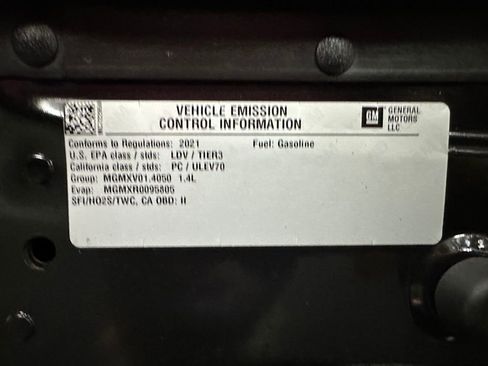 VEHICLE EMISSION
CONTROL INFORMATION
GM
GENERAL
MOTORS
LLC
Conforms to Regulations: 2021 Fuel: Gasoline
U.S. EPA class / stds: LDV / TIER3
California class / stds: PC / ULEV70
Group: MGMXV01.4050 1.4L
Evap: MGMXR0095805
SFI/HO2S/TWC, CA OBD: II